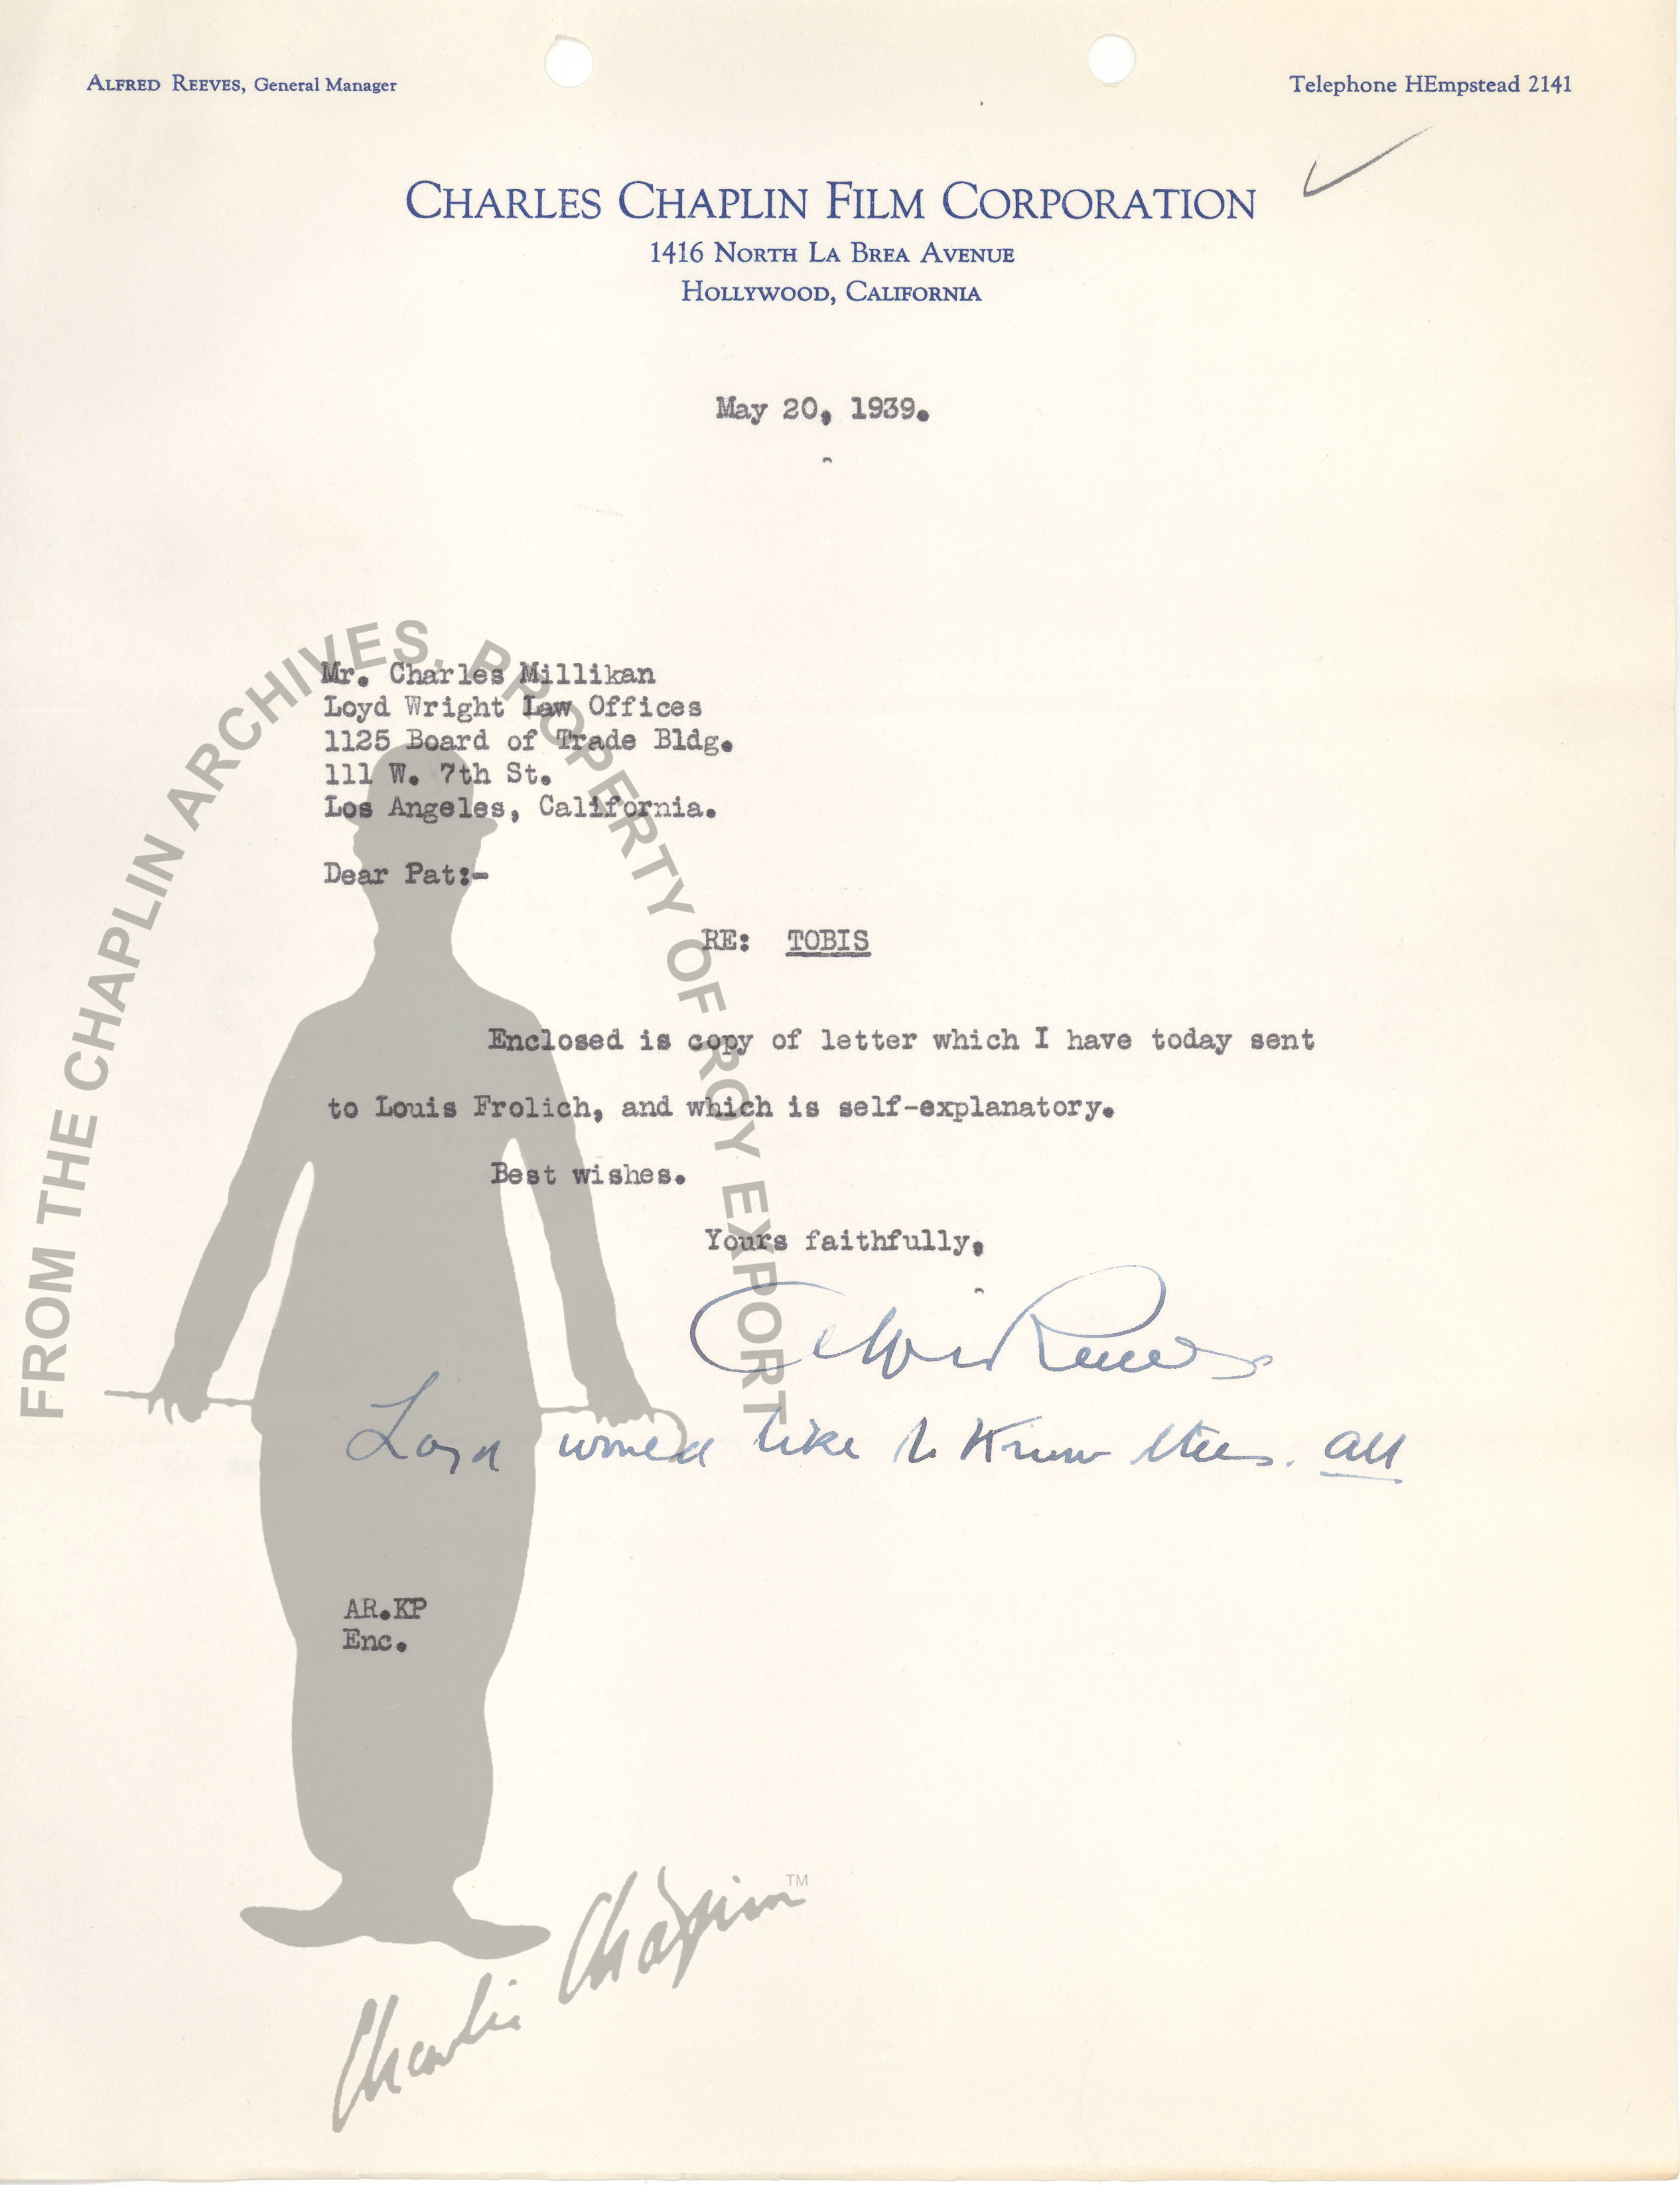 ALFRED REEVES, General Manager
Telephone HEmpstead 2141
CHARLES CHAPLIN FILM CORPORATION
1416 NORTH LA BREA AVENUE
HOLLYWOOD, CALIFORNIA
May 20, 1939.
Mr. Charles Millikan
Loyd Wright Law Offices
1125 Board of Trade Bldg.
111 W. 7th St.
Los Angeles, California.
Dear Pat:-
RE: TOBIS
Enclosed is copy of letter which I have today sent
to Louis Frolich, and which is self-explanatory.
Best wishes.
Yours faithfully,
Alfred Reeves
Loyd would like to know this. all
AR.KP
Enc.
FROM THE CHAPLIN ARCHIVES, PROPERTY OF ROY EXPORT
Charlie Chaplin TM